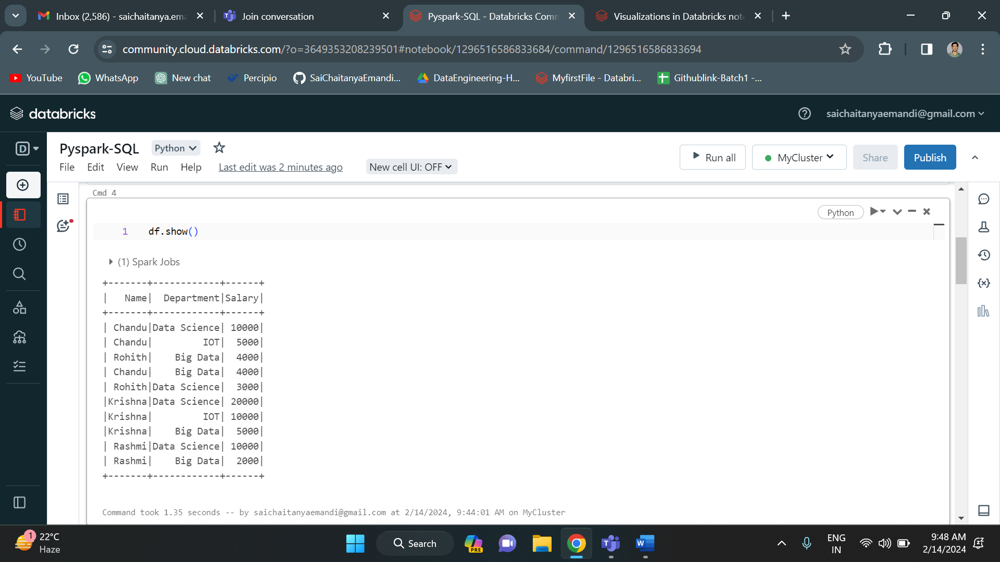 Inbox (2,586) - saichaitanya.ema
Join conversation
Pyspark-SQL - Databricks Comm
Visualizations in Databricks note
community.cloud.databricks.com/?o=3649353208239501#notebook/1296516586833684/command/1296516586833694
YouTube
WhatsApp
New chat
Percipio
SaiChaitanyaEmandi...
DataEngineering-H...
MyfirstFile - Databri...
Githublink-Batch1 -...
databricks
saichaitanyaemandi@gmail.com
D
Pyspark-SQL
Python
Run all
MyCluster
Share
Publish
File Edit View Run Help
Last edit was 2 minutes ago
New cell UI: OFF
Cmd 4
Python
1 df.show()
(1) Spark Jobs
+-------+------------+------+
|   Name|  Department|Salary|
+-------+------------+------+
| Chandu|Data Science| 10000|
| Chandu|         IOT|  5000|
| Rohith|    Big Data|  4000|
| Chandu|    Big Data|  4000|
| Rohith|Data Science|  3000|
|Krishna|Data Science| 20000|
|Krishna|         IOT| 10000|
|Krishna|    Big Data|  5000|
| Rashmi|Data Science| 10000|
| Rashmi|    Big Data|  2000|
+-------+------------+------+
Command took 1.35 seconds -- by saichaitanyaemandi@gmail.com at 2/14/2024, 9:44:01 AM on MyCluster
1
22°C
Haze
Search
PRE
ENG
IN
9:48 AM
2/14/2024